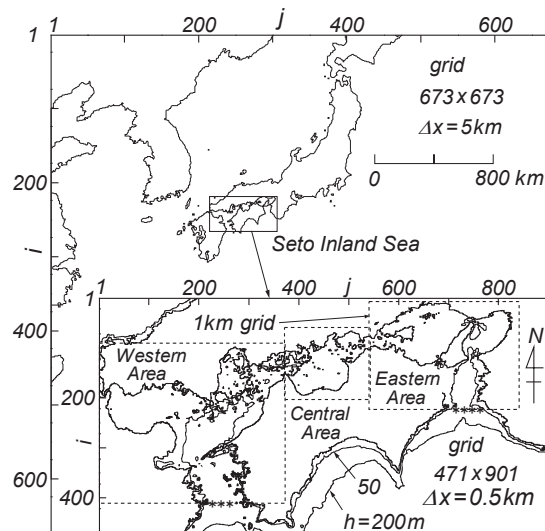 1
200
j
400
600
1
grid
673 x 673
Δx = 5km
0
800 km
200
i
Seto Inland Sea
1
200
400
j
600
800
1
1km grid
N
400
Western
Area
Eastern
Area
200
Central
Area
i
grid
471 x 901
Δx = 0.5km
50
600
400
****
****
h = 200m